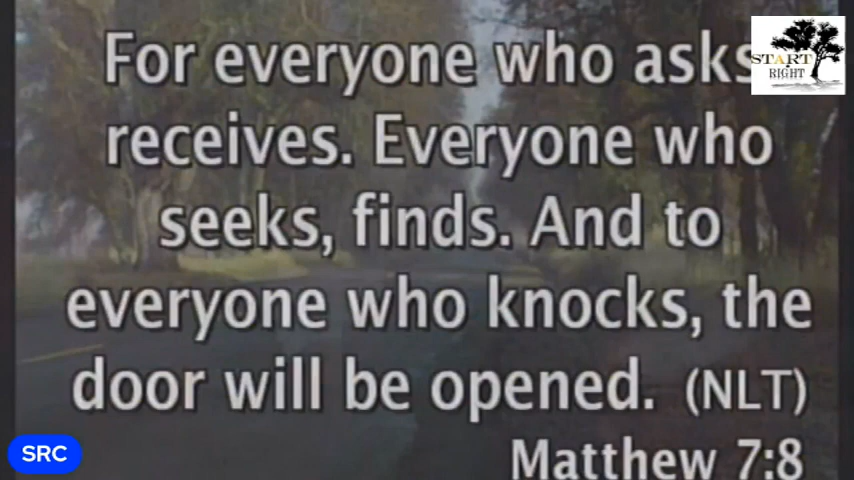 For everyone who asks,
receives. Everyone who
seeks, finds. And to
everyone who knocks, the
door will be opened. (NLT)
Matthew 7:8
START
RIGHT
SRC